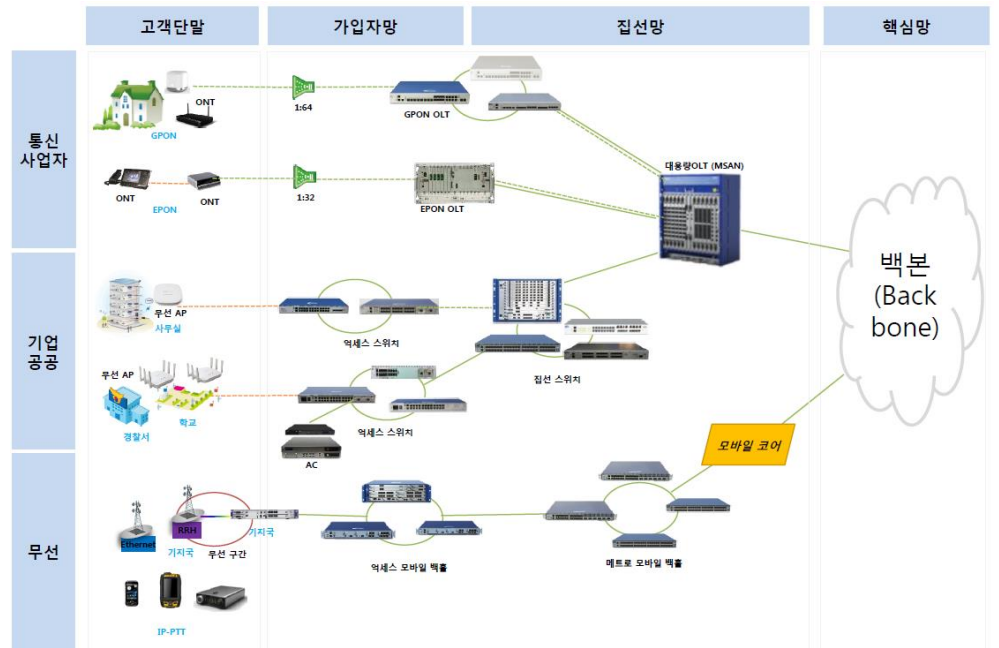 고객단말
가입자망
집선망
핵심망
통신
사업자
ONT
GPON
1:64
GPON OLT
ONT
EPON
ONT
1:32
EPON OLT
대용량OLT (MSAN)
백본
(Back
bone)
기업
공공
무선 AP
사무실
억세스 스위치
집선 스위치
무선 AP
경찰서
학교
억세스 스위치
AC
모바일 코어
무선
Ethernet
RRH
기지국
무선 구간
기지국
억세스 모바일 백홀
메트로 모바일 백홀
IP-PTT